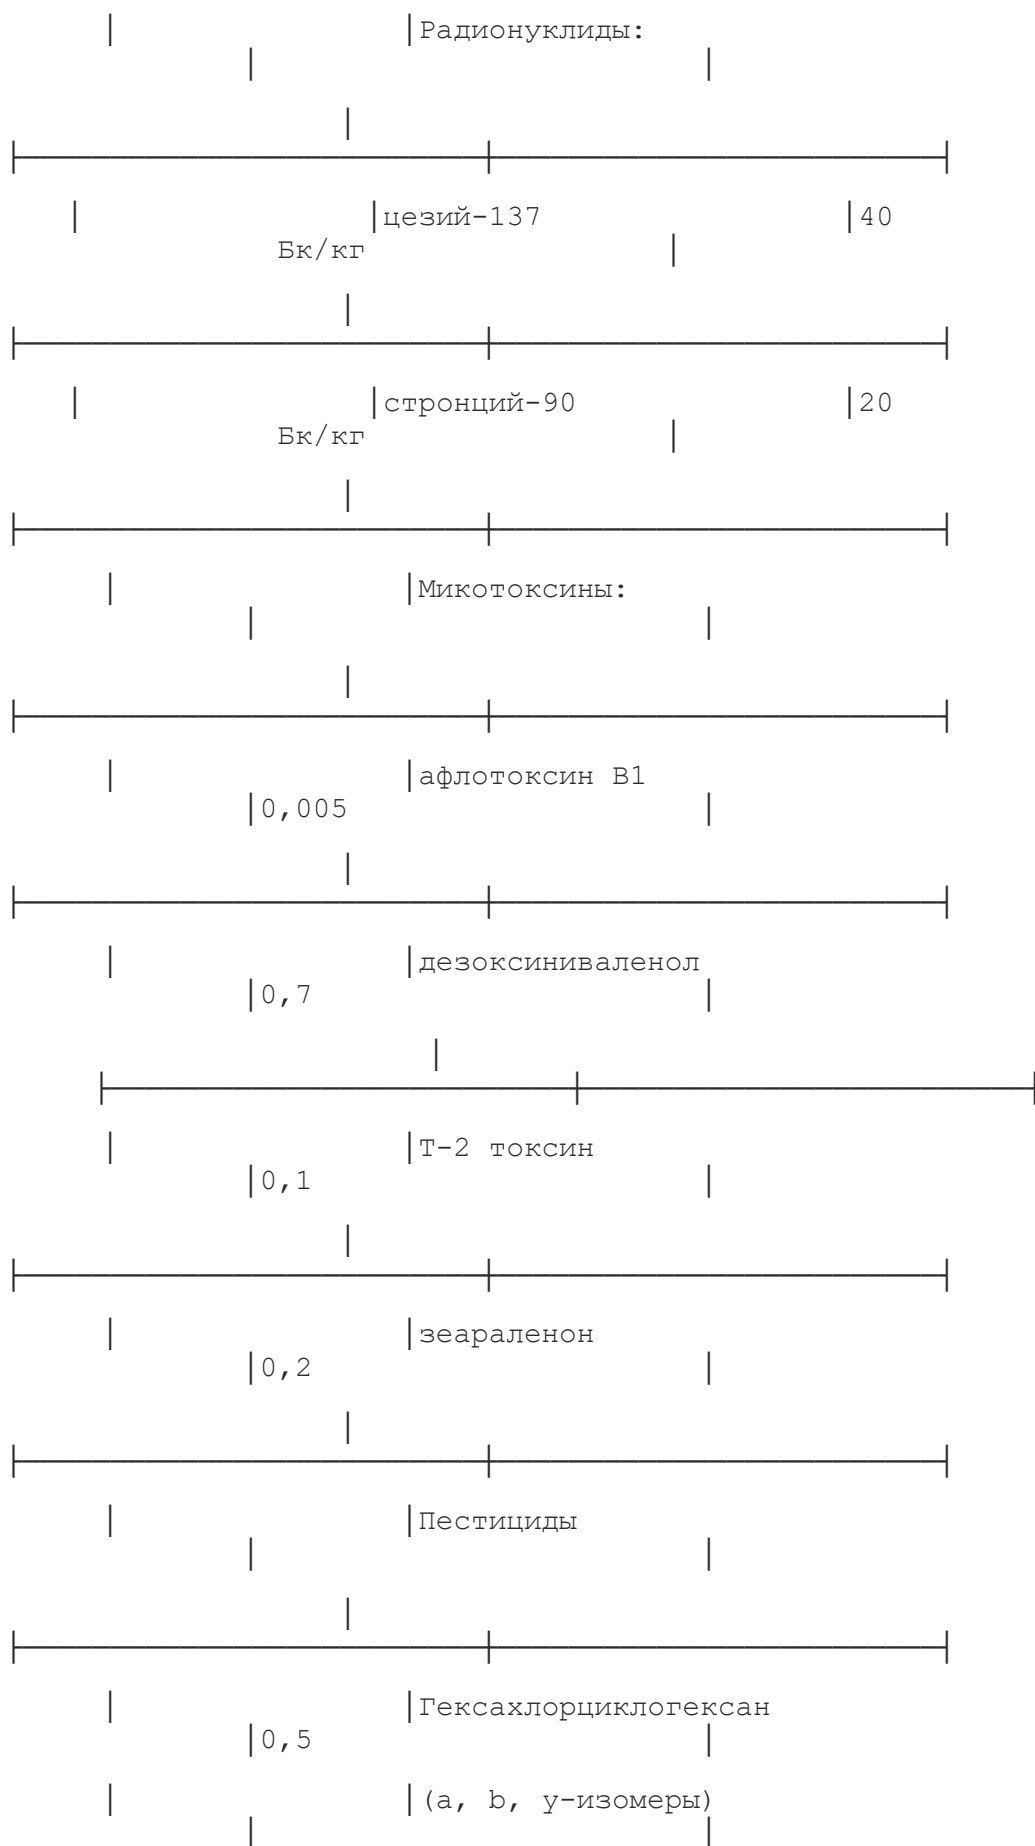 Радионуклиды:
цезий-137 40
Бк/кг
стронций-90 20
Бк/кг
Микотоксины:
афлотоксин В1
0,005
дезоксиниваленол
0,7
Т-2 токсин
0,1
зеараленон
0,2
Пестициды
Гексахлорциклогексан
0,5
(a, b, y-изомеры)